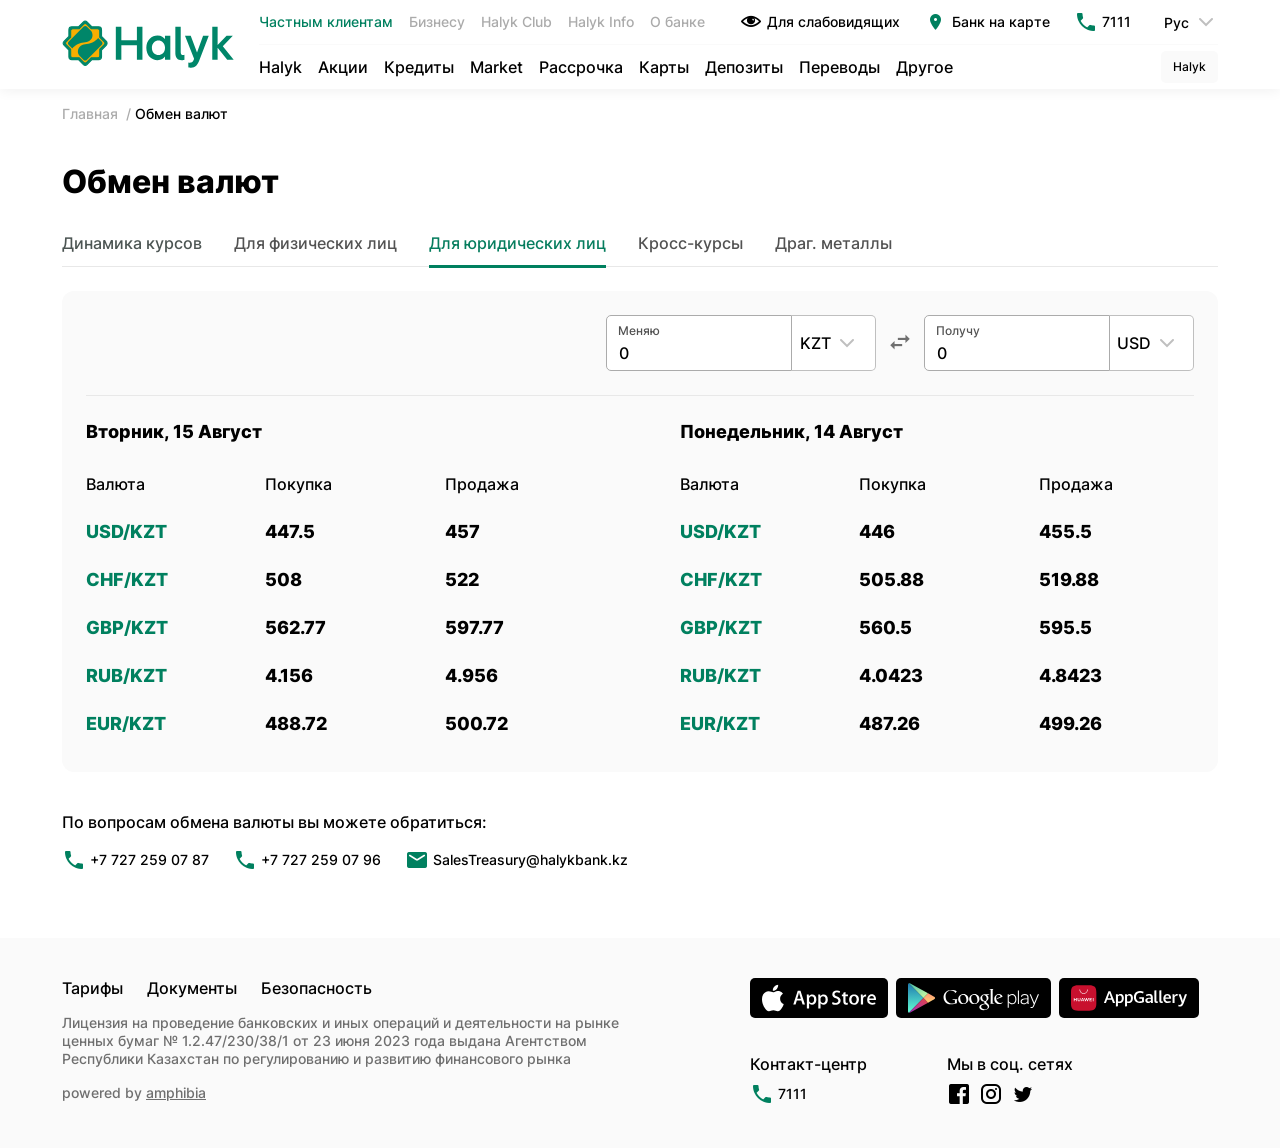 Halyk
Частным клиентам Бизнесу Halyk Club Halyk Info О банке Для слабовидящих Банк на карте 7111 Рус
Halyk Акции Кредиты Market Рассрочка Карты Депозиты Переводы Другое Halyk
Главная / Обмен валют
Обмен валют
Динамика курсов Для физических лиц Для юридических лиц Кросс-курсы Драг. металлы
Меняю Получу
0 KZT 0 USD
Вторник, 15 Август Понедельник, 14 Август
Валюта Покупка Продажа Валюта Покупка Продажа
USD/KZT 447.5 457 USD/KZT 446 455.5
CHF/KZT 508 522 CHF/KZT 505.88 519.88
GBP/KZT 562.77 597.77 GBP/KZT 560.5 595.5
RUB/KZT 4.156 4.956 RUB/KZT 4.0423 4.8423
EUR/KZT 488.72 500.72 EUR/KZT 487.26 499.26
По вопросам обмена валюты вы можете обратиться:
+7 727 259 07 87 +7 727 259 07 96 SalesTreasury@halykbank.kz
Тарифы Документы Безопасность
Лицензия на проведение банковских и иных операций и деятельности на рынке
ценных бумаг № 1.2.47/230/38/1 от 23 июня 2023 года выдана Агентством
Республики Казахстан по регулированию и развитию финансового рынка
powered by amphibia
App Store Google play HUAWEI AppGallery
Контакт-центр Мы в соц. сетях
7111